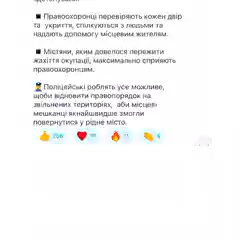 ◾ Правоохоронці перевіряють кожен двір
та укриття, спілкуються з людьми та
надають допомогу місцевим жителям.
◾ Містяни, яким довелося пережити
жахіття окупації, максимально сприяють
правоохоронцям.
👮 Поліцейські роблять усе можливе,
щоби відновити правопорядок на
звільнених територіях, аби місцеві
мешканці якнайшвидше змогли
повернутися у рідне місто.